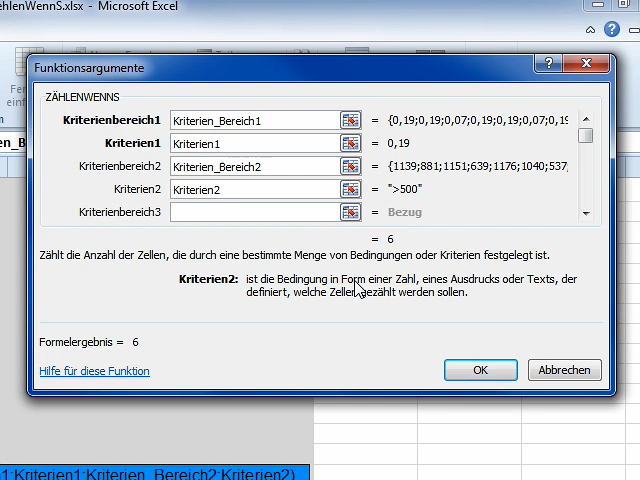 ehlenWennS.xlsx - Microsoft Excel
Funktionsargumente
ZÄHLENWENNS
Kriterienbereich1 Kriterien_Bereich1 = {0,19;0,19;0,07;0,19;0,19;0,07;0,19
Kriterien1 Kriterien1 = 0,19
Kriterienbereich2 Kriterien_Bereich2 = {1139;881;1151;639;1176;1040;537;
Kriterien2 Kriterien2 = ">500"
Kriterienbereich3 = Bezug
= 6
Zählt die Anzahl der Zellen, die durch eine bestimmte Menge von Bedingungen oder Kriterien festgelegt ist.
Kriterien2: ist die Bedingung in Form einer Zahl, eines Ausdrucks oder Texts, der
definiert, welche Zellen gezählt werden sollen.
Formelergebnis = 6
Hilfe für diese Funktion
OK Abbrechen
1;Kriterien1;Kriterien_Bereich2;Kriterien2)